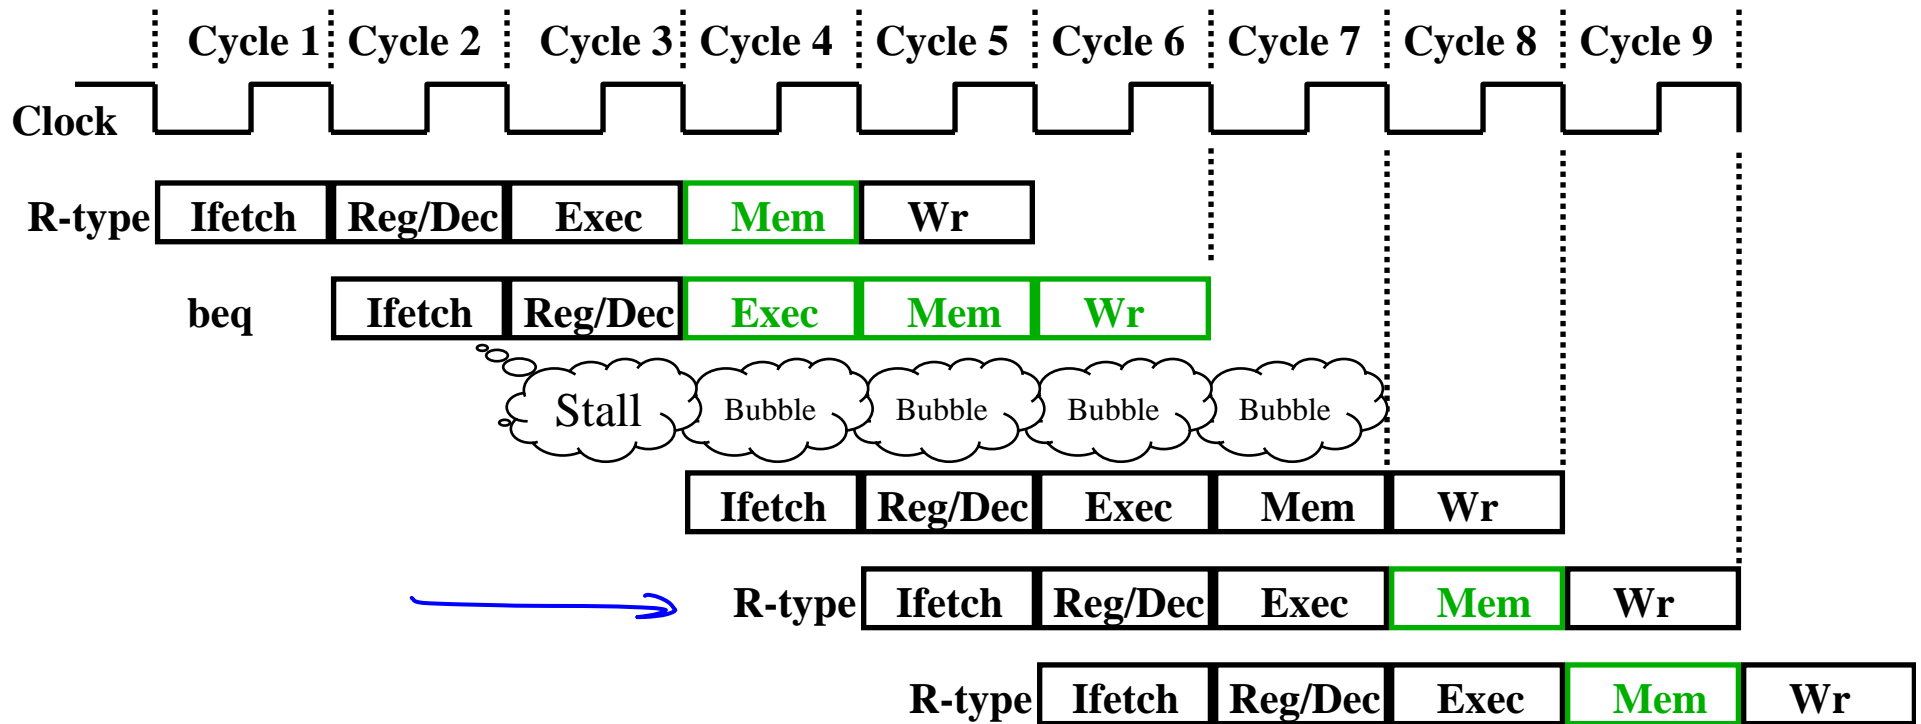 Cycle 1 Cycle 2 Cycle 3 Cycle 4 Cycle 5 Cycle 6 Cycle 7 Cycle 8 Cycle 9
Clock
R-type Ifetch Reg/Dec Exec Mem Wr
beq Ifetch Reg/Dec Exec Mem Wr
Stall Bubble Bubble Bubble Bubble
Ifetch Reg/Dec Exec Mem Wr
R-type Ifetch Reg/Dec Exec Mem Wr
R-type Ifetch Reg/Dec Exec Mem Wr